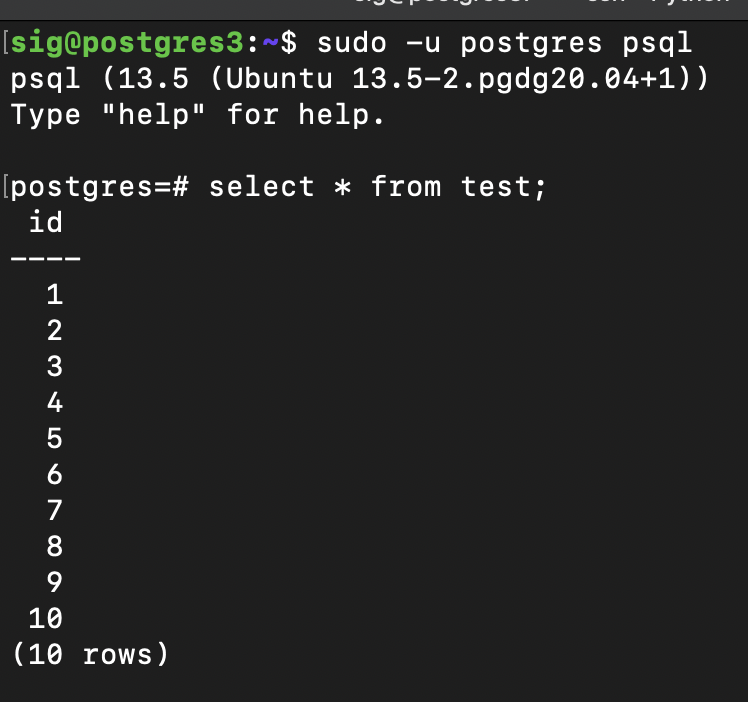 sig@postgres3:~$ sudo -u postgres psql
psql (13.5 (Ubuntu 13.5-2.pgdg20.04+1))
Type "help" for help.
postgres=# select * from test;
id
----
1
2
3
4
5
6
7
8
9
10
(10 rows)